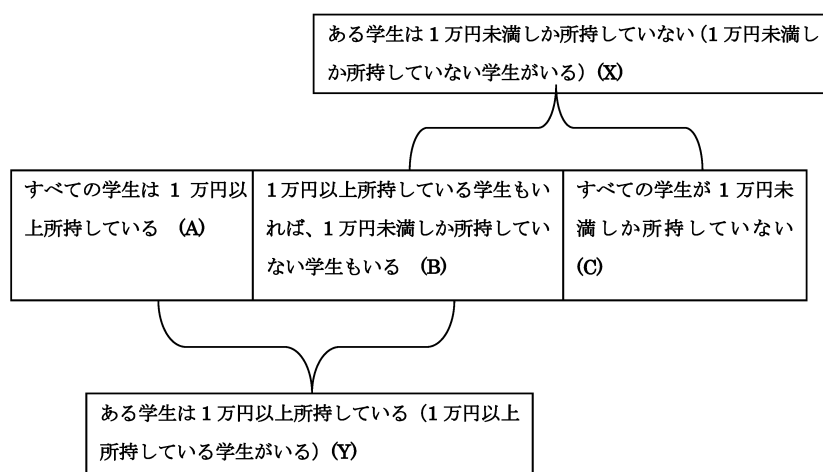 ある学生は１万円未満しか所持していない（１万円未満し
か所持していない学生がいる）(X)
すべての学生は 1 万円以
上所持している　(A)
１万円以上所持している学生もい
れば、１万円未満しか所持してい
ない学生もいる　(B)
すべての学生が 1 万円未
満しか所持していない
(C)
ある学生は１万円以上所持している（１万円以上
所持している学生がいる）(Y)